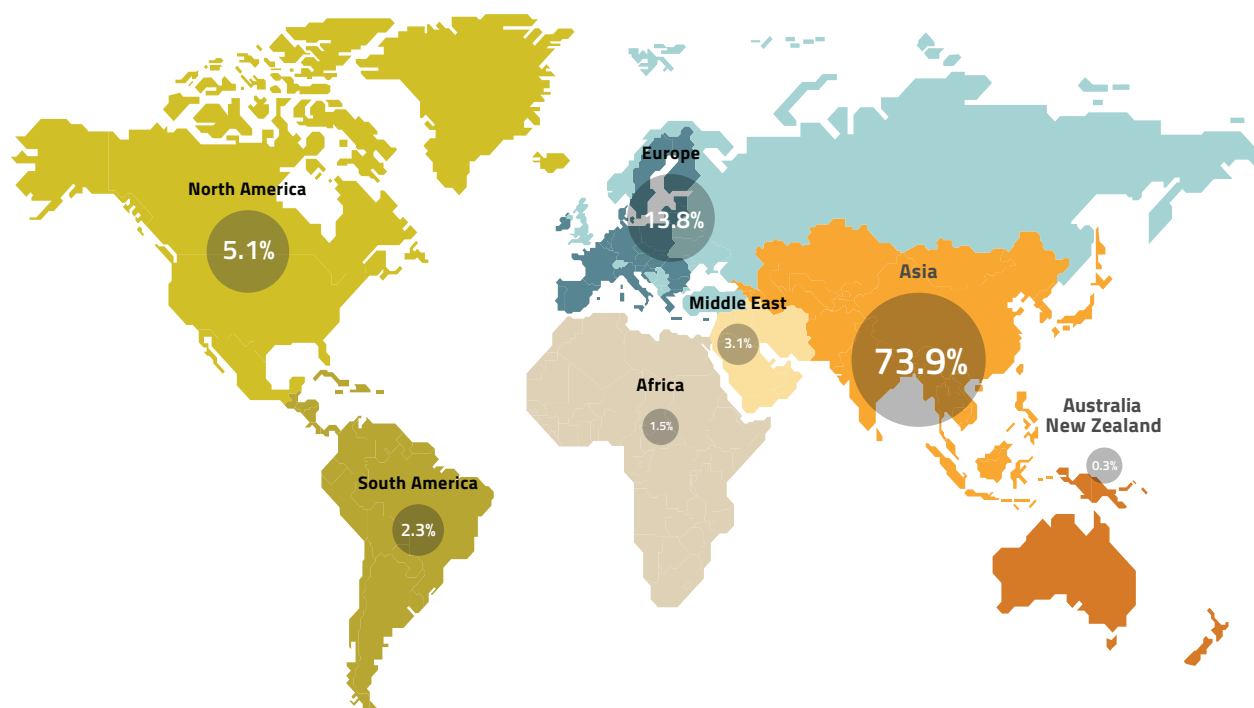 Europe
13.8%
North America
5.1%
Asia
73.9%
Middle East
3.1%
Africa
1.5%
Australia
New Zealand
0.3%
South America
2.3%